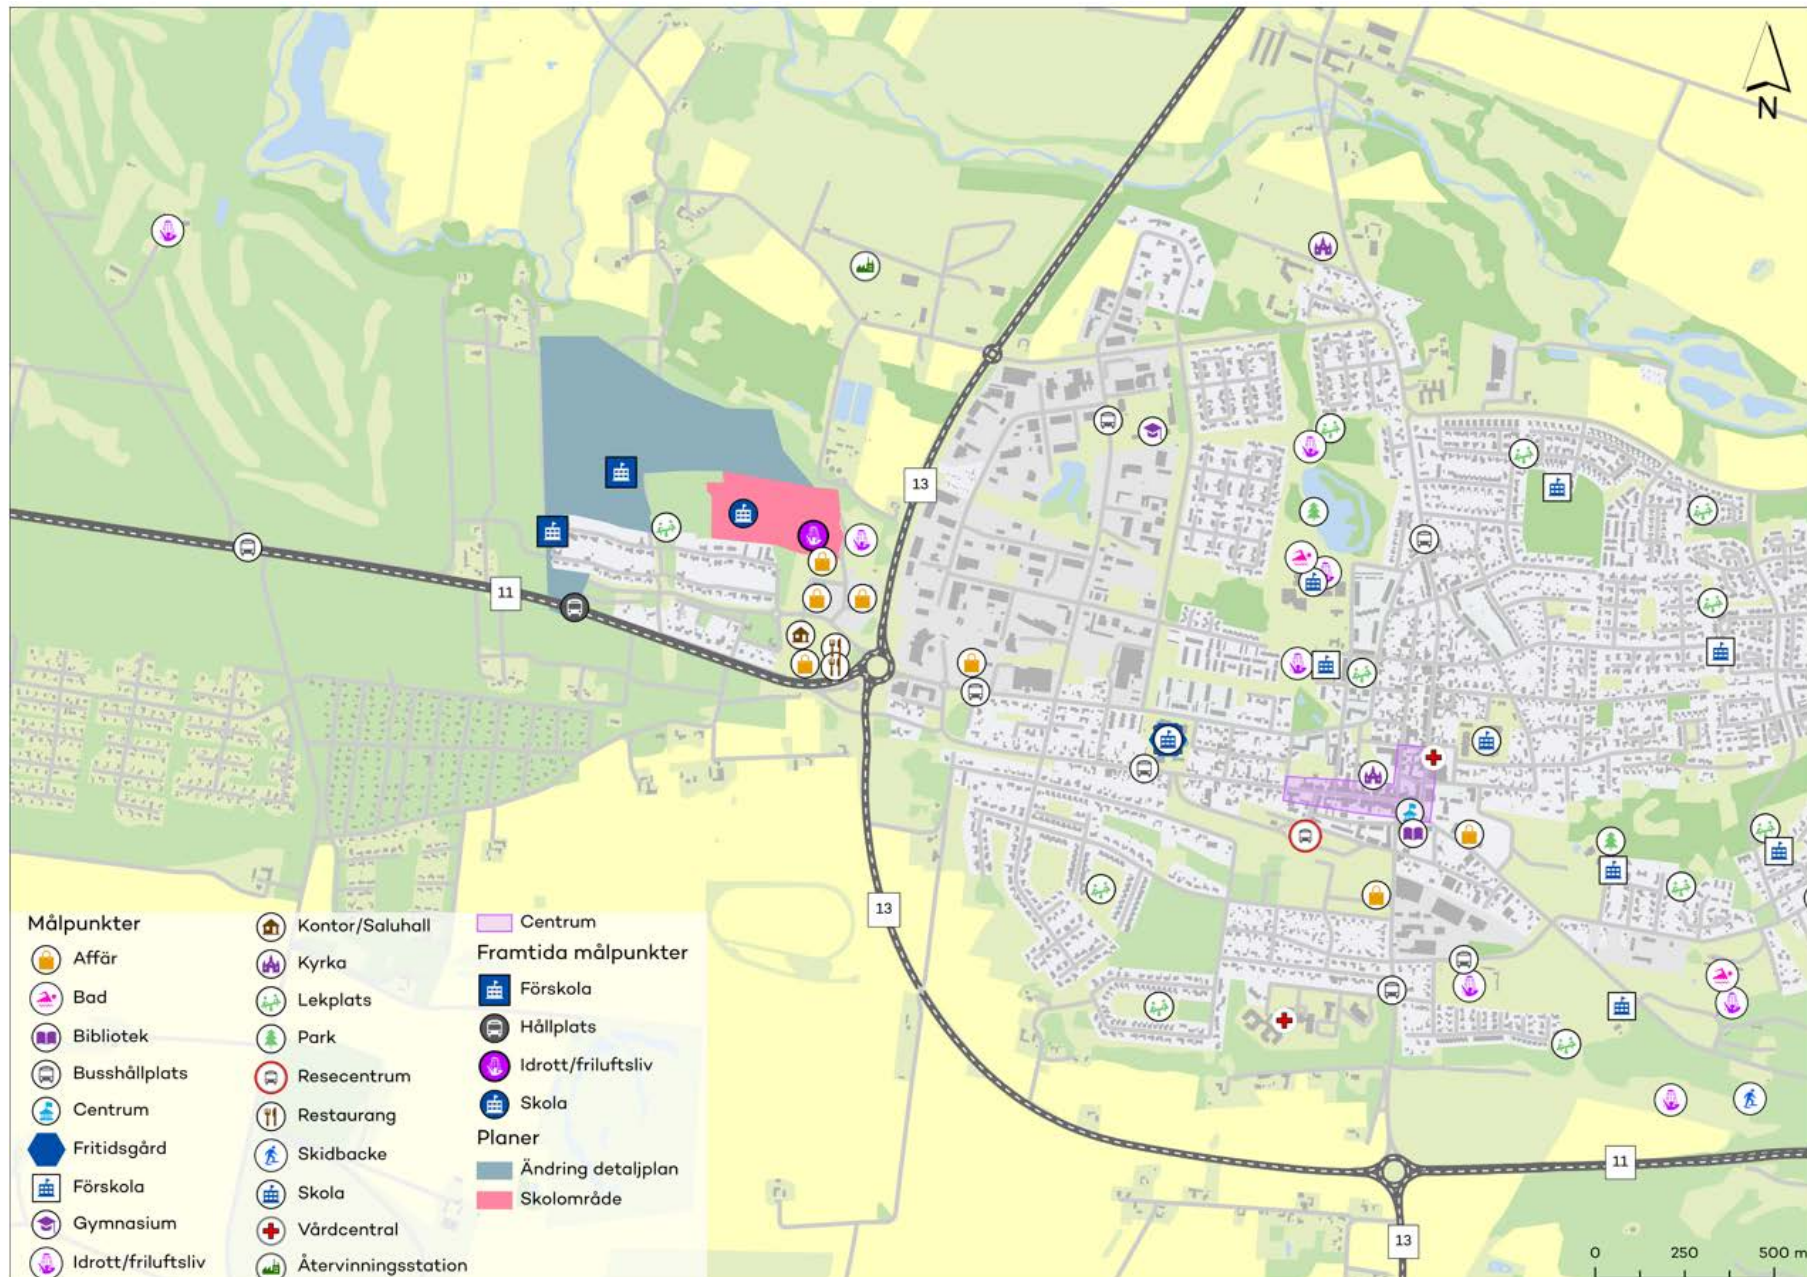 N
13
11
13
11
13
0 250 500 m
Målpunkter
Affär
Bad
Bibliotek
Busshållplats
Centrum
Fritidsgård
Förskola
Gymnasium
Idrott/friluftsliv
Kontor/Saluhall
Kyrka
Lekplats
Park
Resecentrum
Restaurang
Skidbacke
Skola
Vårdcentral
Återvinningsstation
Centrum
Framtida målpunkter
Förskola
Hållplats
Idrott/friluftsliv
Skola
Planer
Ändring detaljplan
Skolområde